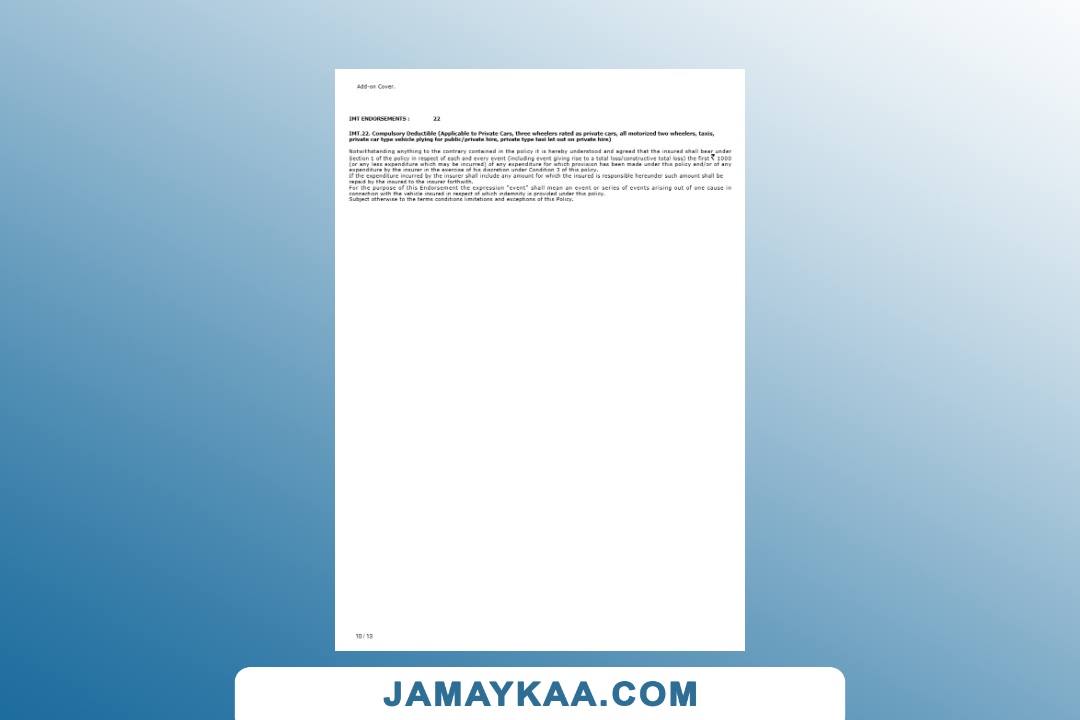 Add-on Cover.
IMT ENDORSEMENTS : 22
IMT.22. Compulsory Deductible (Applicable to Private Cars, three wheelers rated as private cars, all motorized two wheelers, taxis,
private car type vehicle plying for public/private hire, private type taxi let out on private hire)
Notwithstanding anything to the contrary contained in the policy it is hereby understood and agreed that the insured shall bear under
Section 1 of the policy in respect of each and every event (including event giving rise to a total loss/constructive total loss) the first ₹ 1000
(or any less expenditure which may be incurred) of any expenditure for which provision has been made under this policy and/or of any
expenditure by the insurer in the exercise of his discretion under Condition 3 of this policy.
If the expenditure incurred by the insurer shall include any amount for which the insured is responsible hereunder such amount shall be
repaid by the insured to the insurer forthwith.
For the purpose of this Endorsement the expression "event" shall mean an event or series of events arising out of one cause in
connection with the vehicle insured in respect of which indemnity is provided under this policy.
Subject otherwise to the terms conditions limitations and exceptions of this Policy.
10 / 13
JAMAYKAA.COM